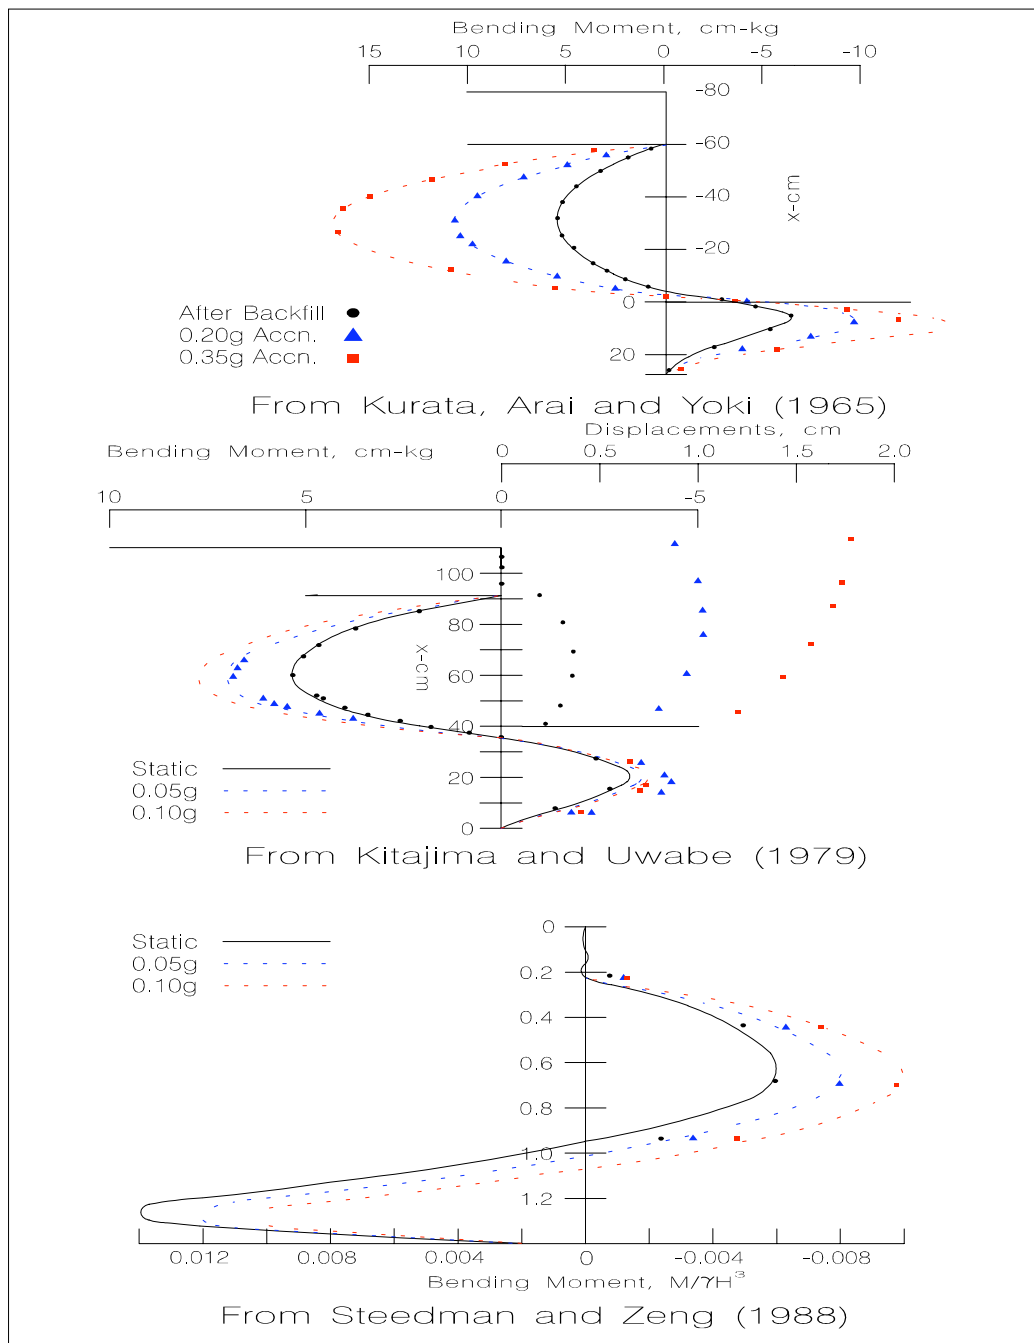 Bending Moment, cm-kg
15 10 5 0 -5 -10
-80
-60
-40
x-cm
-20
0
20
After Backfill
0.20g Accn.
0.35g Accn.
From Kurata, Arai and Yoki (1965)
Displacements, cm
Bending Moment, cm-kg
0 0.5 1.0 1.5 2.0
10 5 0 -5
100
80
x-cm
60
40
20
0
Static
0.05g
0.10g
From Kitajima and Uwabe (1979)
Static
0.05g
0.10g
0
0.2
0.4
0.6
0.8
1.0
1.2
0.012 0.008 0.004 0 -0.004 -0.008
Bending Moment, M/γH³
From Steedman and Zeng (1988)